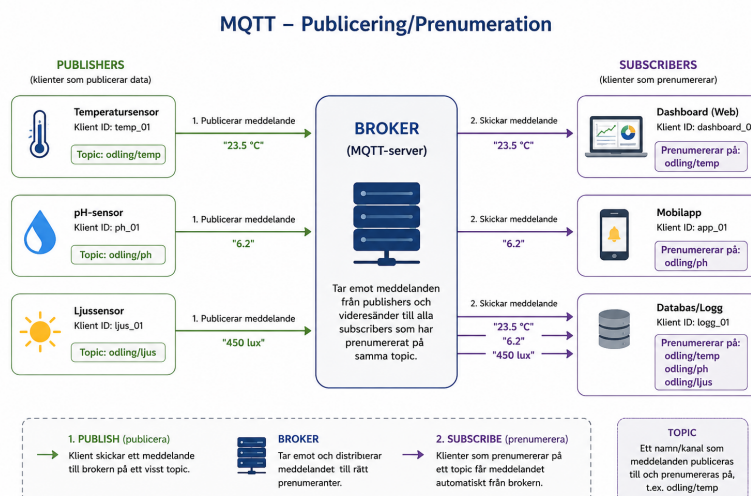 MQTT – Publicering/Prenumeration
PUBLISHERS
(klienter som publicerar data)
Temperatursensor
Klient ID: temp_01
Topic: odling/temp
pH-sensor
Klient ID: ph_01
Topic: odling/ph
Ljussensor
Klient ID: ljus_01
Topic: odling/ljus
1. Publicerar meddelande
"23.5 °C"
1. Publicerar meddelande
"6.2"
1. Publicerar meddelande
"450 lux"
BROKER
(MQTT-server)
Tar emot meddelanden
från publishers och
vidaresänder till alla
subscribers som har
prenumererat på
samma topic.
2. Skickar meddelande
"23.5 °C"
2. Skickar meddelande
"6.2"
2. Skickar meddelande
"23.5 °C"
"6.2"
"450 lux"
SUBSCRIBERS
(klienter som prenumererar)
Dashboard (Web)
Klient ID: dashboard_0
Prenumererar på:
odling/temp
Mobilapp
Klient ID: app_01
Prenumererar på:
odling/ph
Databas/Logg
Klient ID: logg_01
Prenumererar på:
odling/temp
odling/ph
odling/ljus
1. PUBLISH (publicera)
Klient skickar ett meddelande
till brokern på ett visst topic.
BROKER
Tar emot och distribierar
meddelandet till rätt
prenumeranter.
2. SUBSCRIBE (prenumerera)
Klienter som prenumererar på
ett topic får meddelandet
automatiskt från brokern.
TOPIC
Ett namn/kanal som
meddelanden publiceras
till och prenumereras på,
t.ex. odling/temp